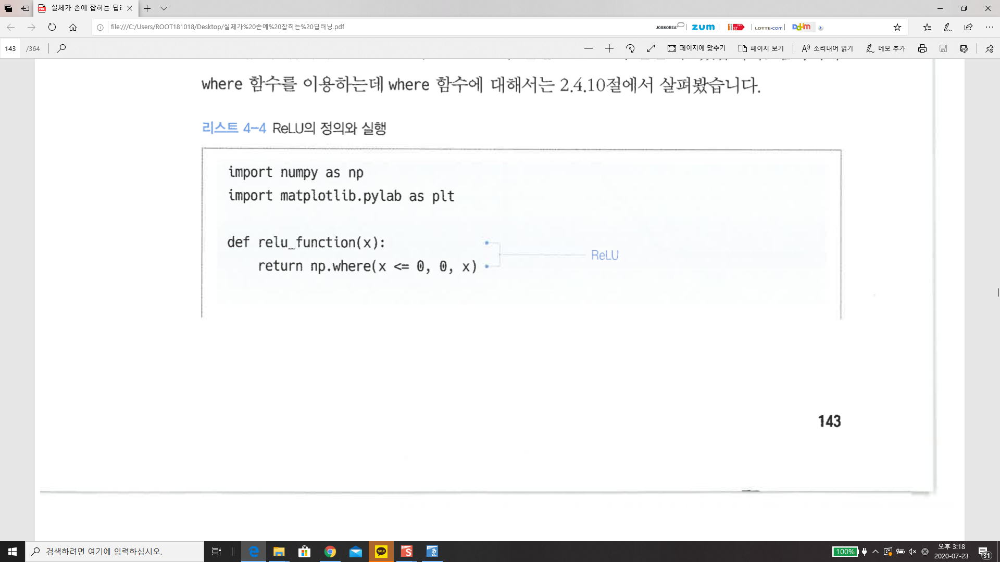 실체가 손에 잡히는 딥러
file:///C:/Users/ROOT181018/Desktop/실체가%20손에%20잡히는%20딥러닝.pdf
JOBKOREA
zum
11ST
LOTTE.COM
143 /364
페이지에 맞추기
페이지 보기
소리내어 읽기
메모 추가
where 함수를 이용하는데 where 함수에 대해서는 2.4.10절에서 살펴봤습니다.
리스트 4-4 ReLU의 정의와 실행
import numpy as np
import matplotlib.pylab as plt
def relu_function(x):
return np.where(x <= 0, 0, x)
ReLU
143
검색하려면 여기에 입력하십시오.
TALK
100%
오후 3:18
2020-07-23
31